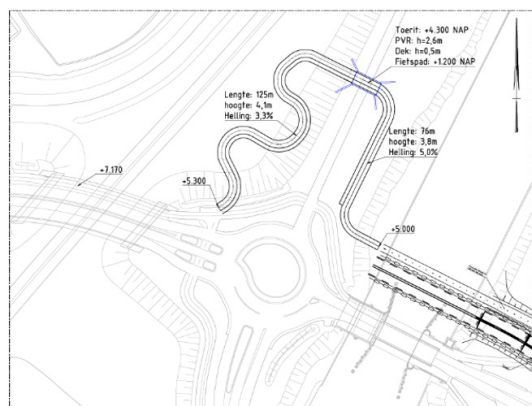 Toerit: +4.300 NAP
PVR: h=2,6m
Dek: h=0,5m
Fietspad: +1.200 NAP
Lengte: 125m
hoogte: 4,1m
Helling: 3,3%
Lengte: 76m
hoogte: 3,8m
Helling: 5,0%
+7.170
+5.300
+5.000